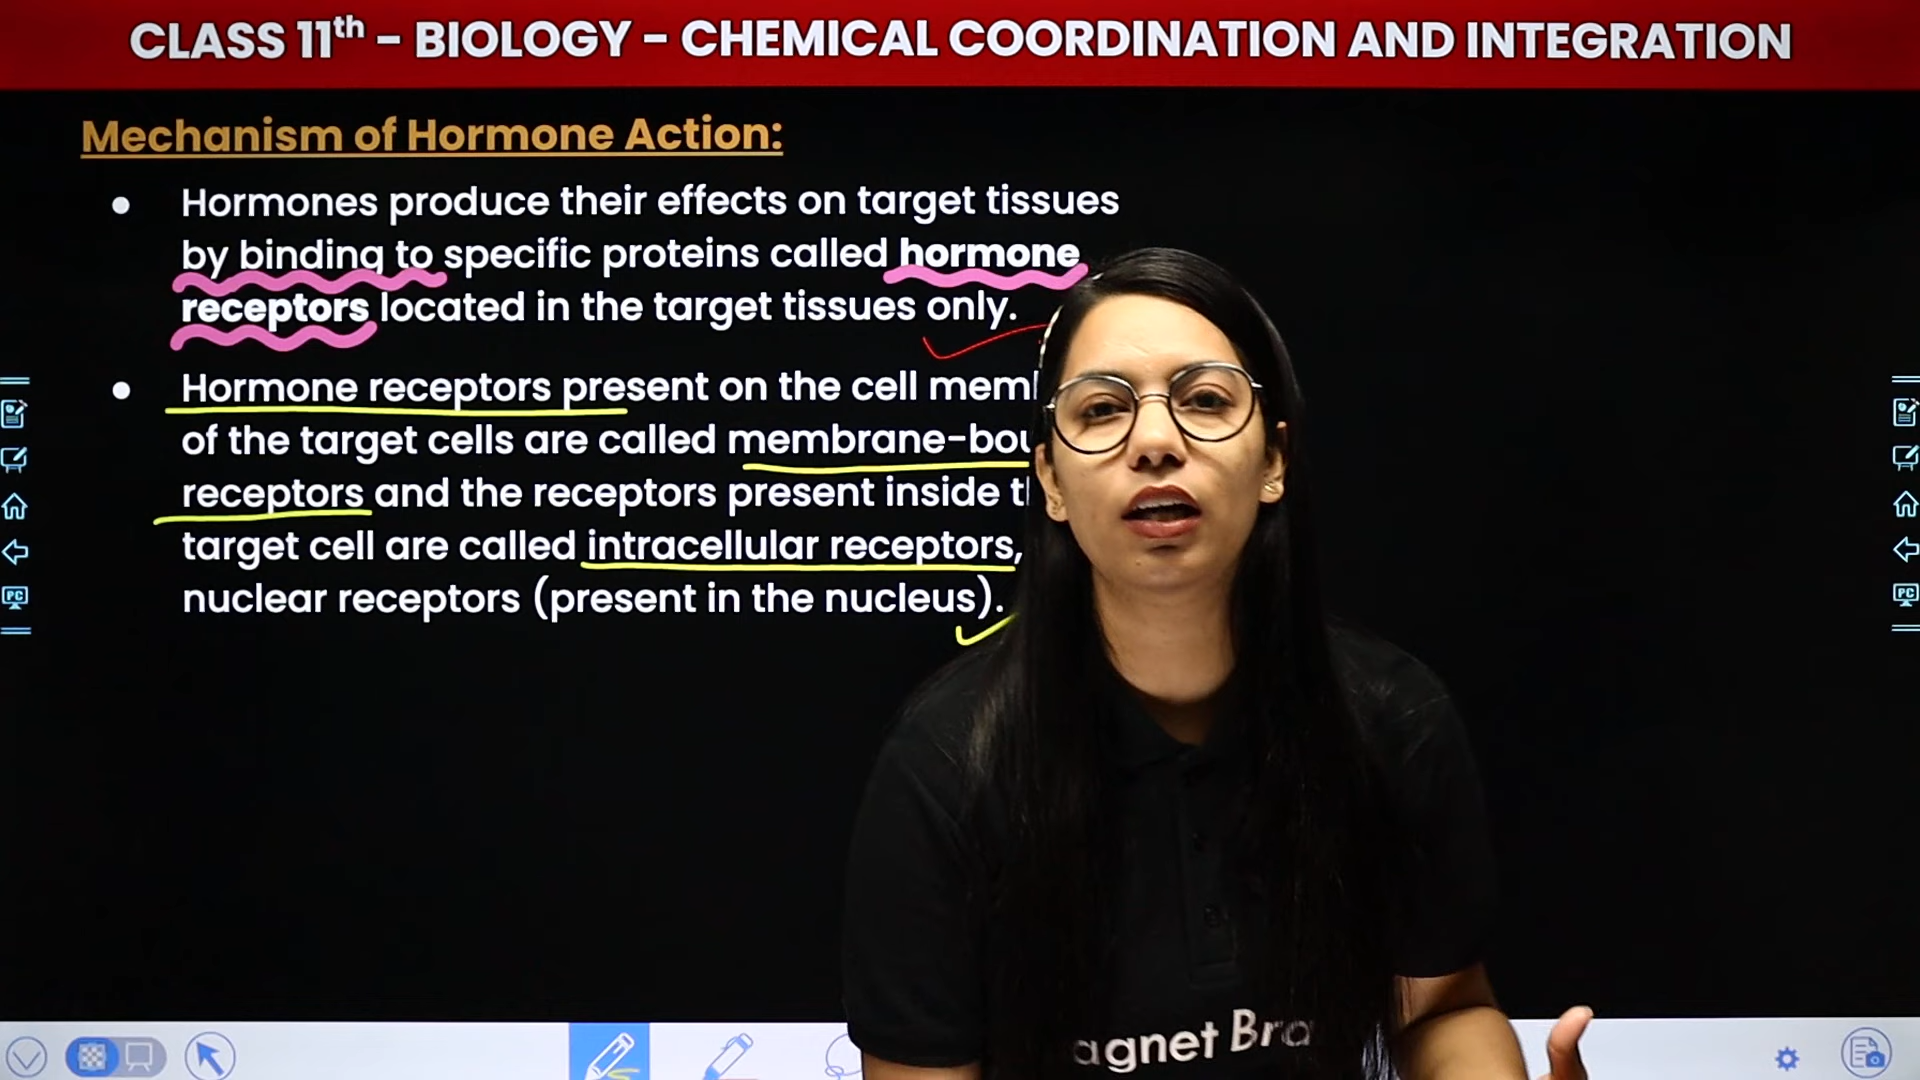 CLASS 11th - BIOLOGY - CHEMICAL COORDINATION AND INTEGRATION
Mechanism of Hormone Action:
• Hormones produce their effects on target tissues
by binding to specific proteins called hormone
receptors located in the target tissues only.
• Hormone receptors present on the cell
of the target cells are called
receptors and the receptors present inside
target cell are called intracellular receptors,
nuclear receptors (present in the nucleus).
PC
PC
agnet Bra